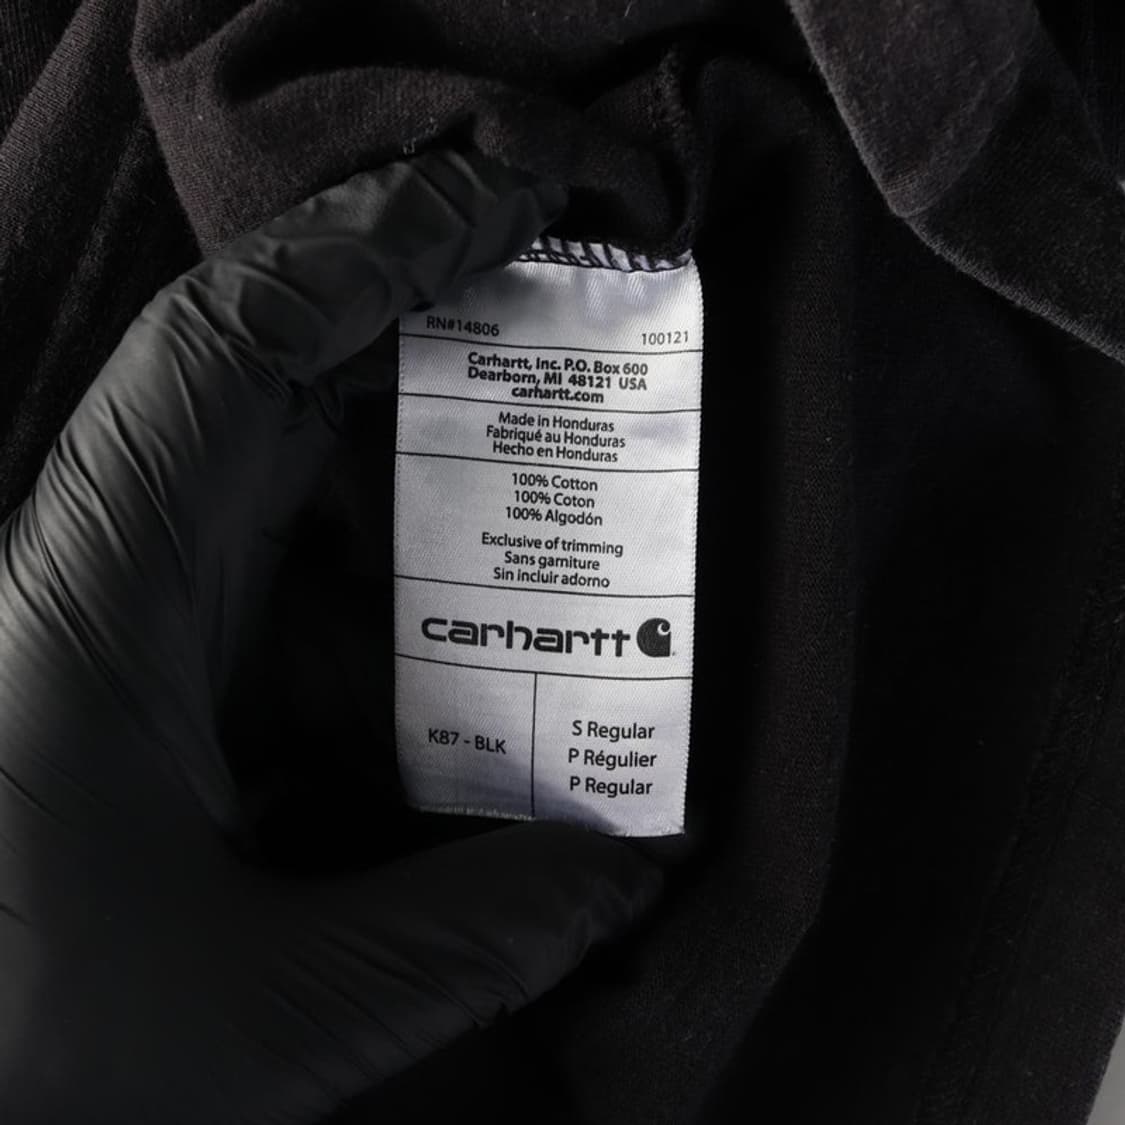 RN#14806 100121
Carhartt, Inc. P.O. Box 600
Dearborn, MI 48121 USA
carhartt.com
Made in Honduras
Fabriqué au Honduras
Hecho en Honduras
100% Cotton
100% Coton
100% Algodón
Exclusive of trimming
Sans garniture
Sin incluir adorno
carhartt
K87 - BLK
S Regular
P Régulier
P Regular